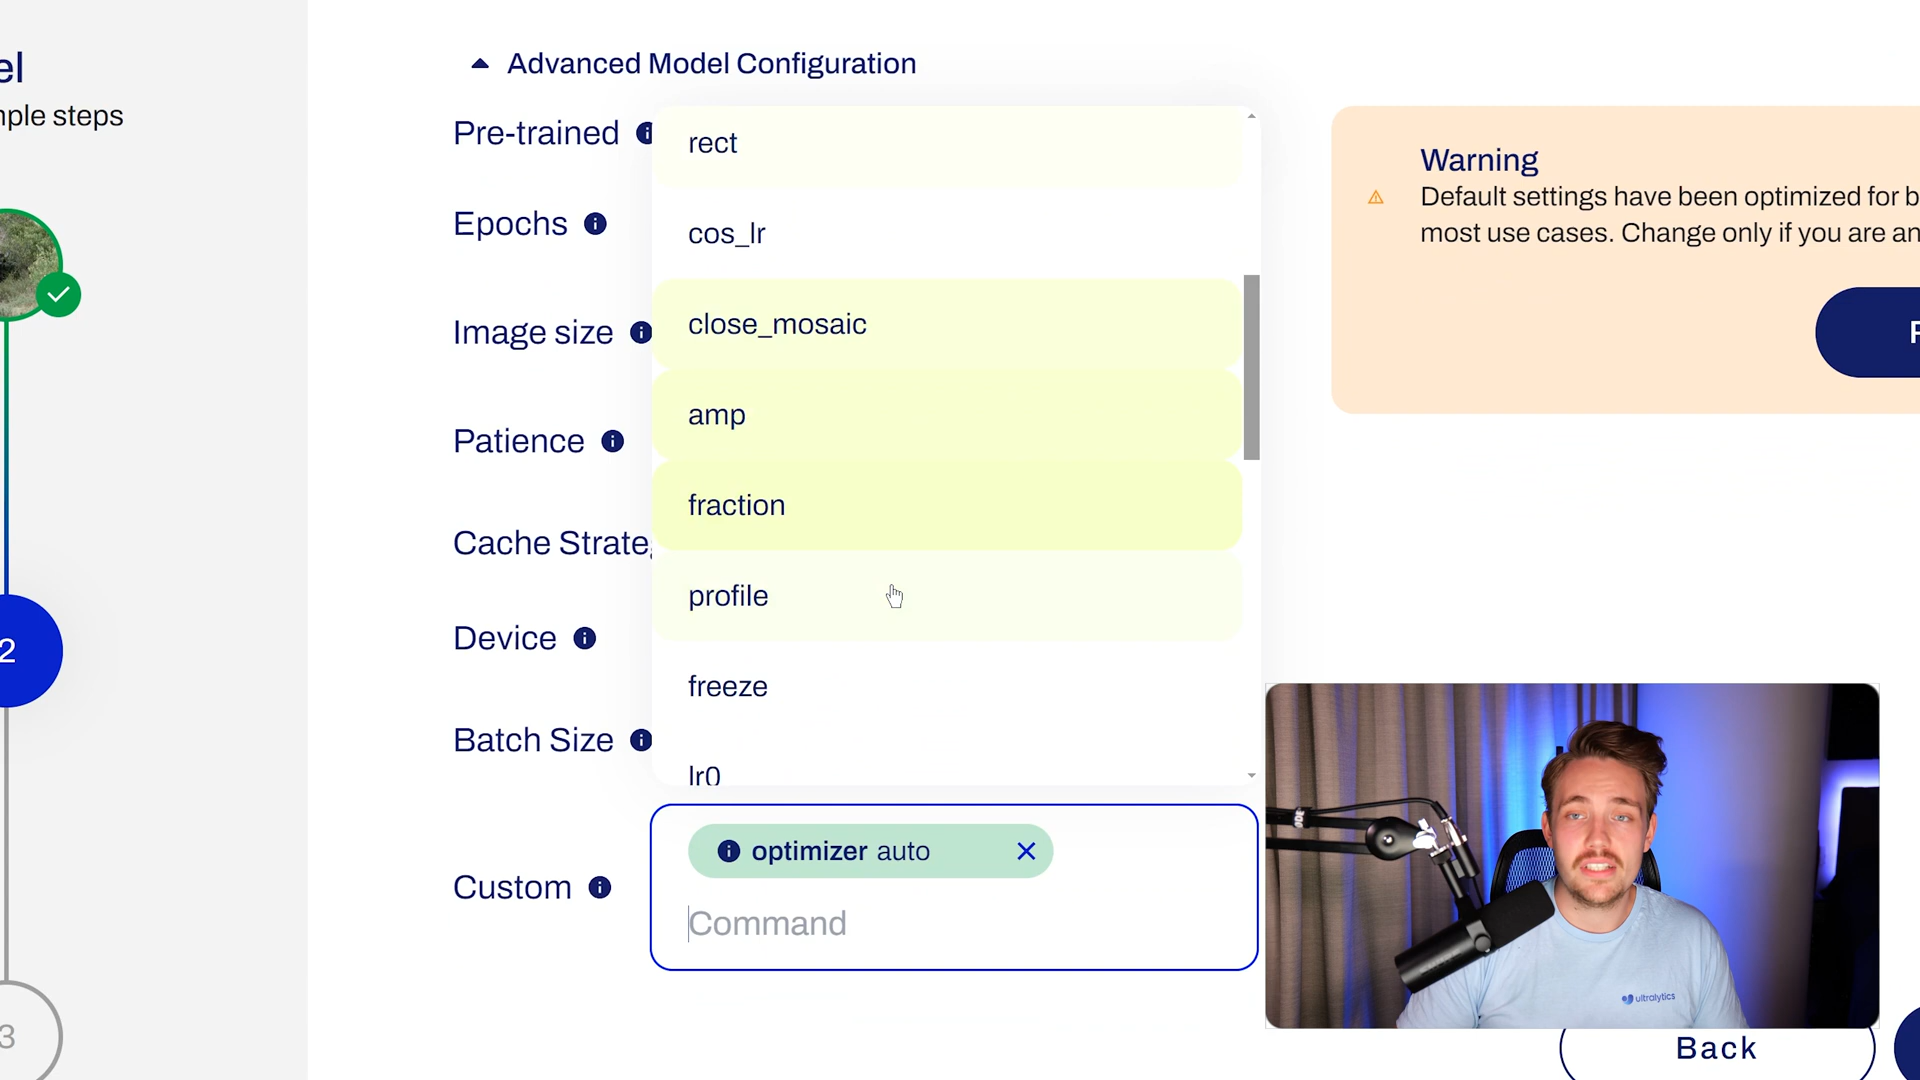 el
nple steps
2
3
Advanced Model Configuration
Pre-trained
Epochs
Image size
Patience
Cache Strate
Device
Batch Size
Custom
rect
cos_lr
close_mosaic
amp
fraction
profile
freeze
lr0
optimizer auto
Command
Warning
Default settings have been optimized for b
most use cases. Change only if you are an
ultralytics
Back